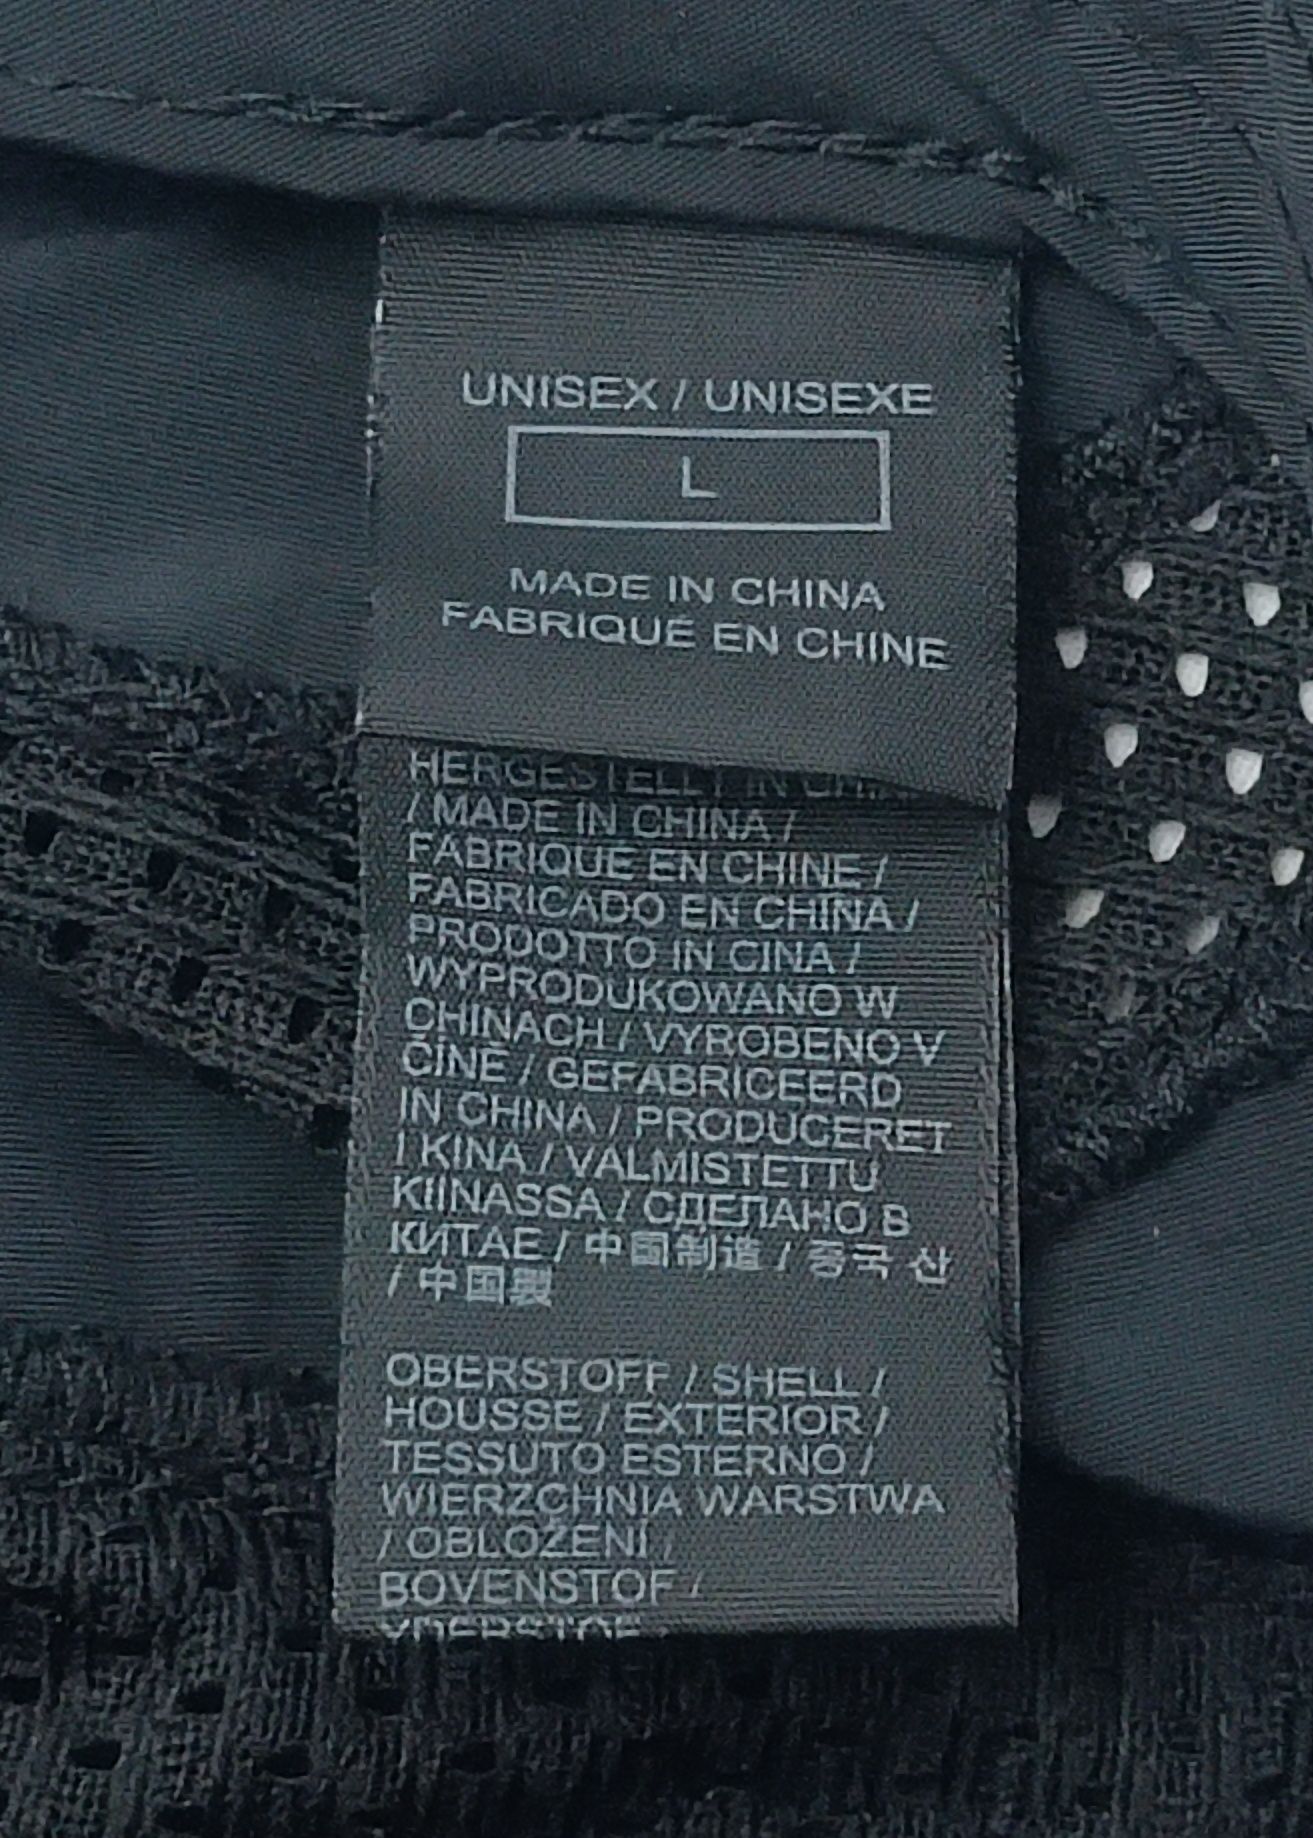 UNISEX / UNISEXE
L
MADE IN CHINA
FABRIQUE EN CHINE
HERGESTELLT IN
/ MADE IN CHINA /
FABRIQUE EN CHINE /
FABRICADO EN CHINA /
PRODOTTO IN CINA /
WYPRODUKOWANO W
CHINACH / VYROBENO V
ČÍNĚ / GEFABRICEERD
IN CHINA / PRODUCERET
I KINA / VALMISTETTU
KIINASSA / СДЕЛАНО В
КИТАЕ / 中国制造 / 중국 산
/ 中国製
OBERSTOFF / SHELL /
HOUSSE / EXTERIOR /
TESSUTO ESTERNO /
WIERZCHNIA WARSTWA
/ OBLOŽENÍ /
BOVENSTOF /